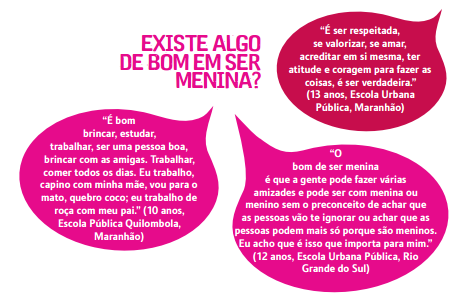 EXISTE ALGO
DE BOM EM SER
MENINA?
“É ser respeitada,
se valorizar, se amar,
acreditar em si mesma, ter
atitude e coragem para fazer as
coisas, é ser verdadeira.”
(13 anos, Escola Urbana
Pública, Maranhão)
“É bom
brincar, estudar,
trabalhar, ser uma pessoa boa,
brincar com as amigas. Trabalhar,
comer todos os dias. Eu trabalho,
capino com minha mãe, vou para o
mato, quebro coco; eu trabalho de
roça com meu pai.” (10 anos,
Escola Pública Quilombola,
Maranhão)
“O
bom de ser menina
é que a gente pode fazer várias
amizades e pode ser com menina ou
menino sem o preconceito de achar que
as pessoas vão te ignorar ou achar que as
pessoas podem mais só porque são meninos.
Eu acho que é isso que importa para mim.”
(12 anos, Escola Urbana Pública, Rio
Grande do Sul)